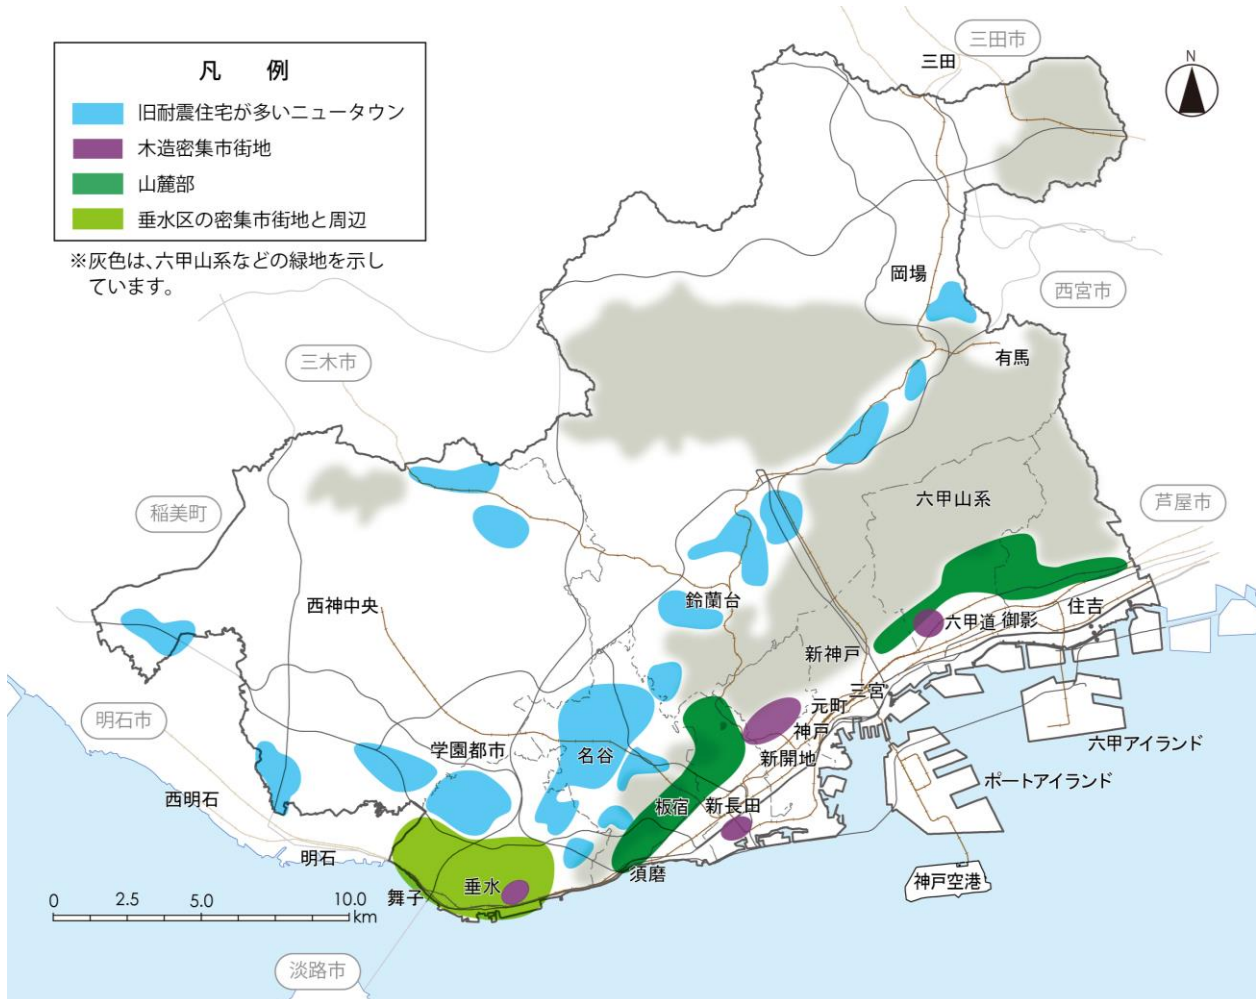 凡 例
旧耐震住宅が多いニュータウン
木造密集市街地
山麓部
垂水区の密集市街地と周辺
※灰色は、六甲山系などの緑地を示し
ています。
三田市
三田
N
岡場
西宮市
有馬
三木市
六甲山系
芦屋市
稲美町
西神中央
鈴蘭台
住吉
六甲道
御影
新神戸
三宮
元町
神戸
明石市
学園都市
名谷
新開地
六甲アイランド
ポートアイランド
西明石
板宿
新長田
明石
須磨
舞子
垂水
神戸空港
0 2.5 5.0 10.0
km
淡路市